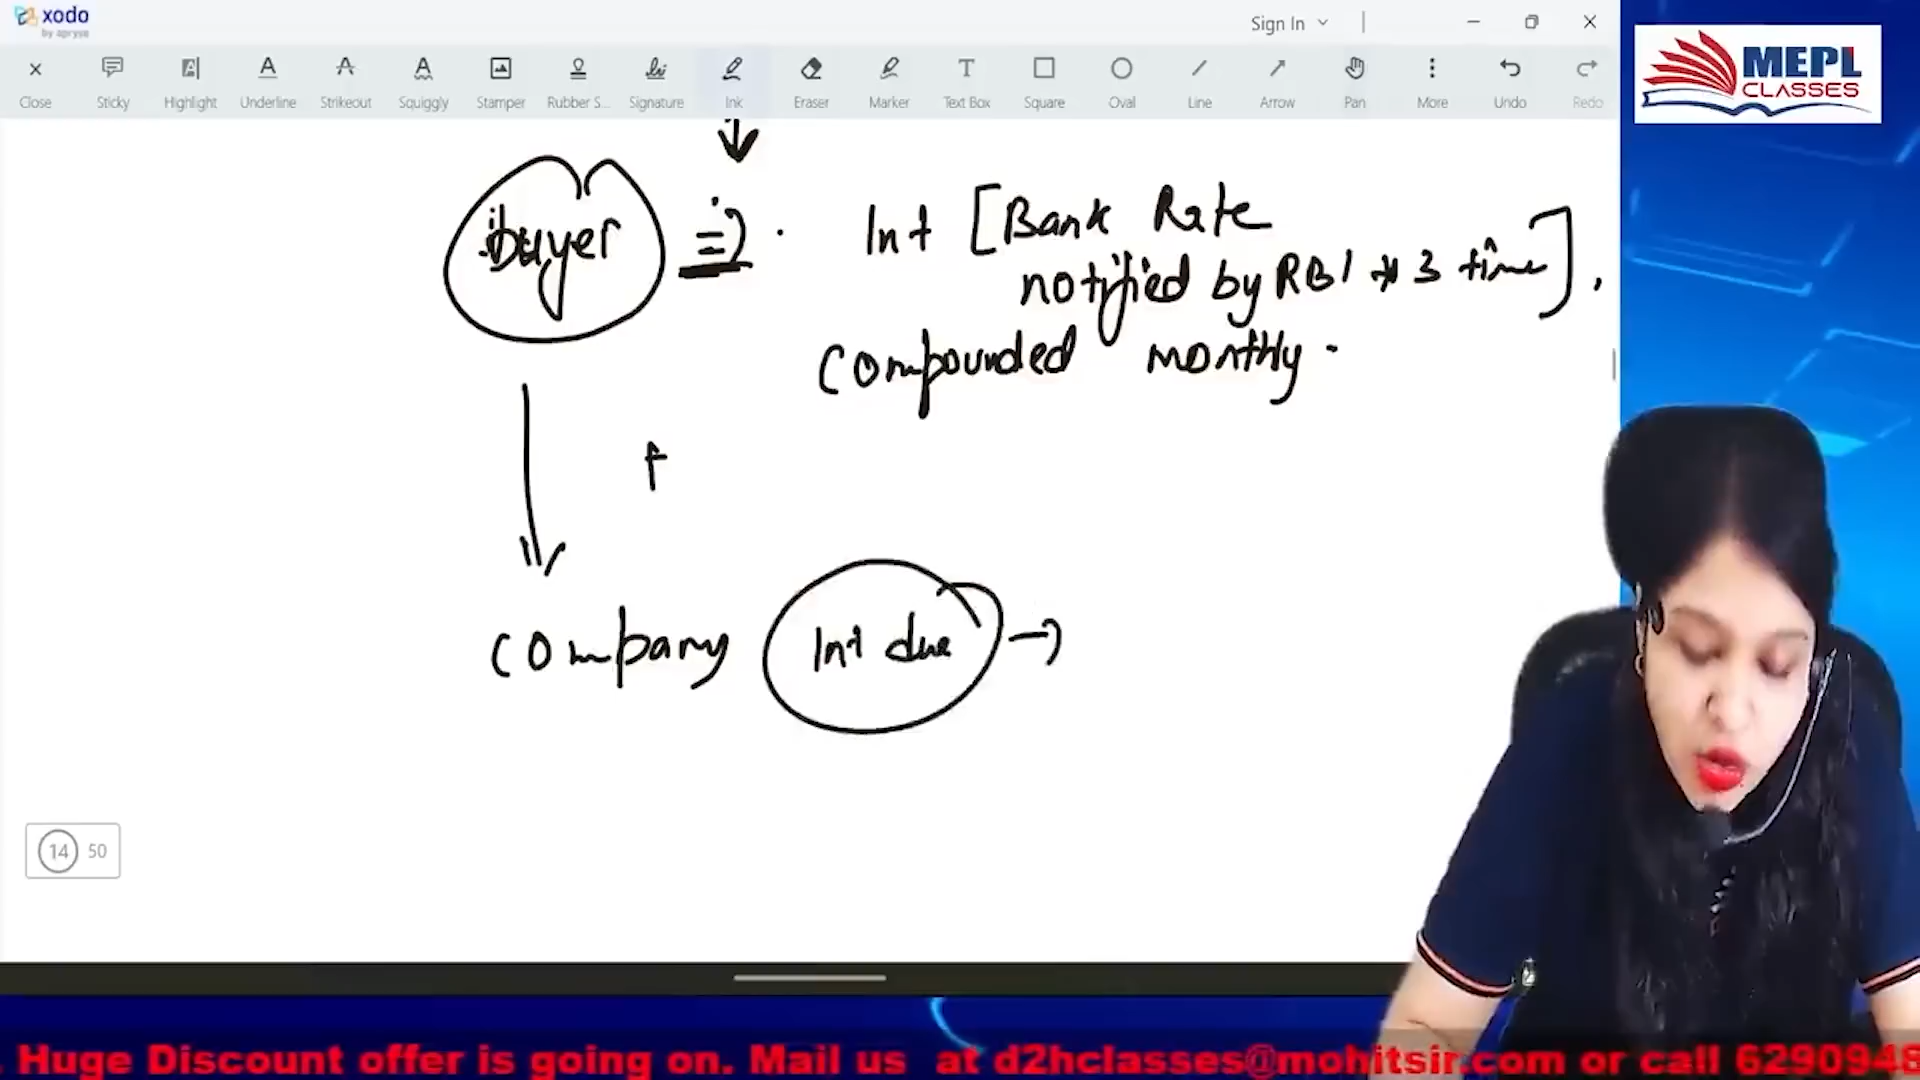 xodo
by apryse
Sign In
Close Sticky Highlight Underline Strikeout Squiggly Stamper Rubber S... Signature Ink Eraser Marker Text Box Square Oval Line Arrow Pan More Undo Redo
MEPL
CLASSES
buyer => Int [Bank Rate
notified by RBI * 3 time].
compounded monthly.
company Int due →
14 50
. Huge Discount offer is going on. Mail us at d2hclasses@mohitsir.com or call 6290948